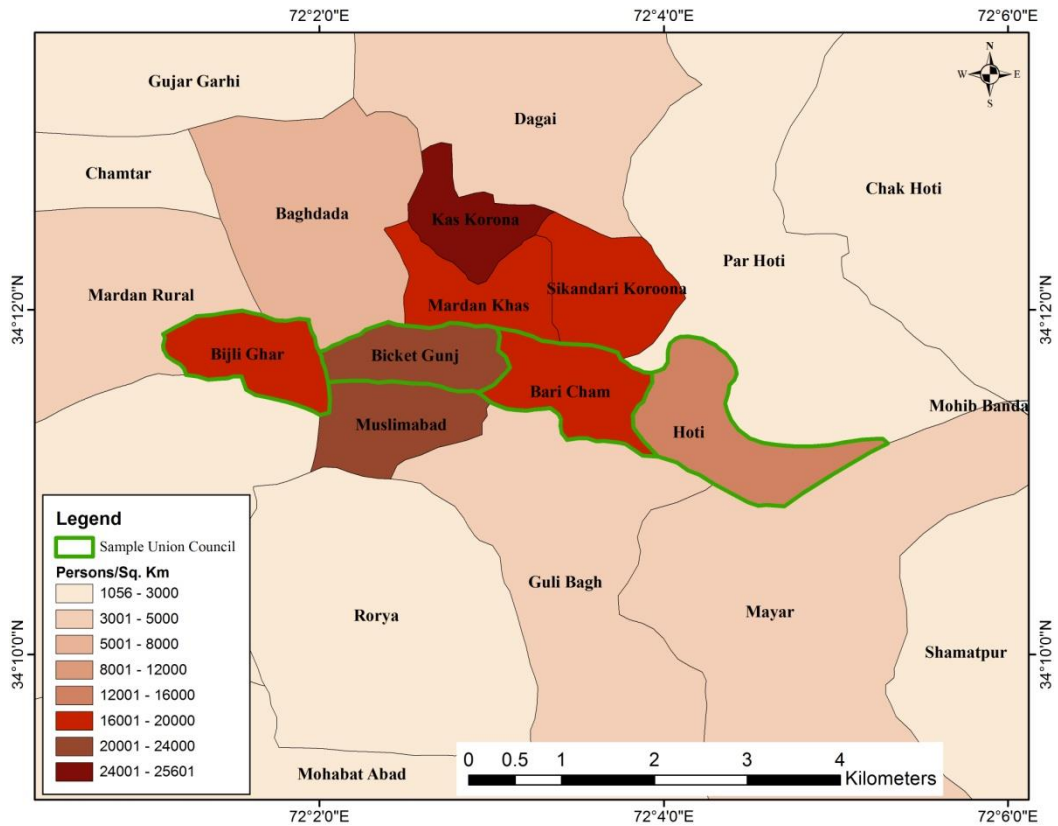 72°2'0"E
72°4'0"E
72°6'0"E
N
W E
S
Gujar Garhi
Dagai
Chamtar
Chak Hoti
Baghdada
Kas Korona
Par Hoti
Mardan Rural
Sikandari Koroona
Mardan Khas
34°12'0"N
34°12'0"N
Bijli Ghar
Bicket Gunj
Bari Cham
Mohib Banda
Muslimabad
Hoti
Legend
Sample Union Council
Persons/Sq. Km
1056 - 3000
3001 - 5000
5001 - 8000
8001 - 12000
12001 - 16000
16001 - 20000
20001 - 24000
24001 - 25601
Guli Bagh
Mayar
Rorya
Shamatpur
34°10'0"N
34°10'0"N
Mohabat Abad
0 0.5 1 2 3 4
Kilometers
72°2'0"E
72°4'0"E
72°6'0"E